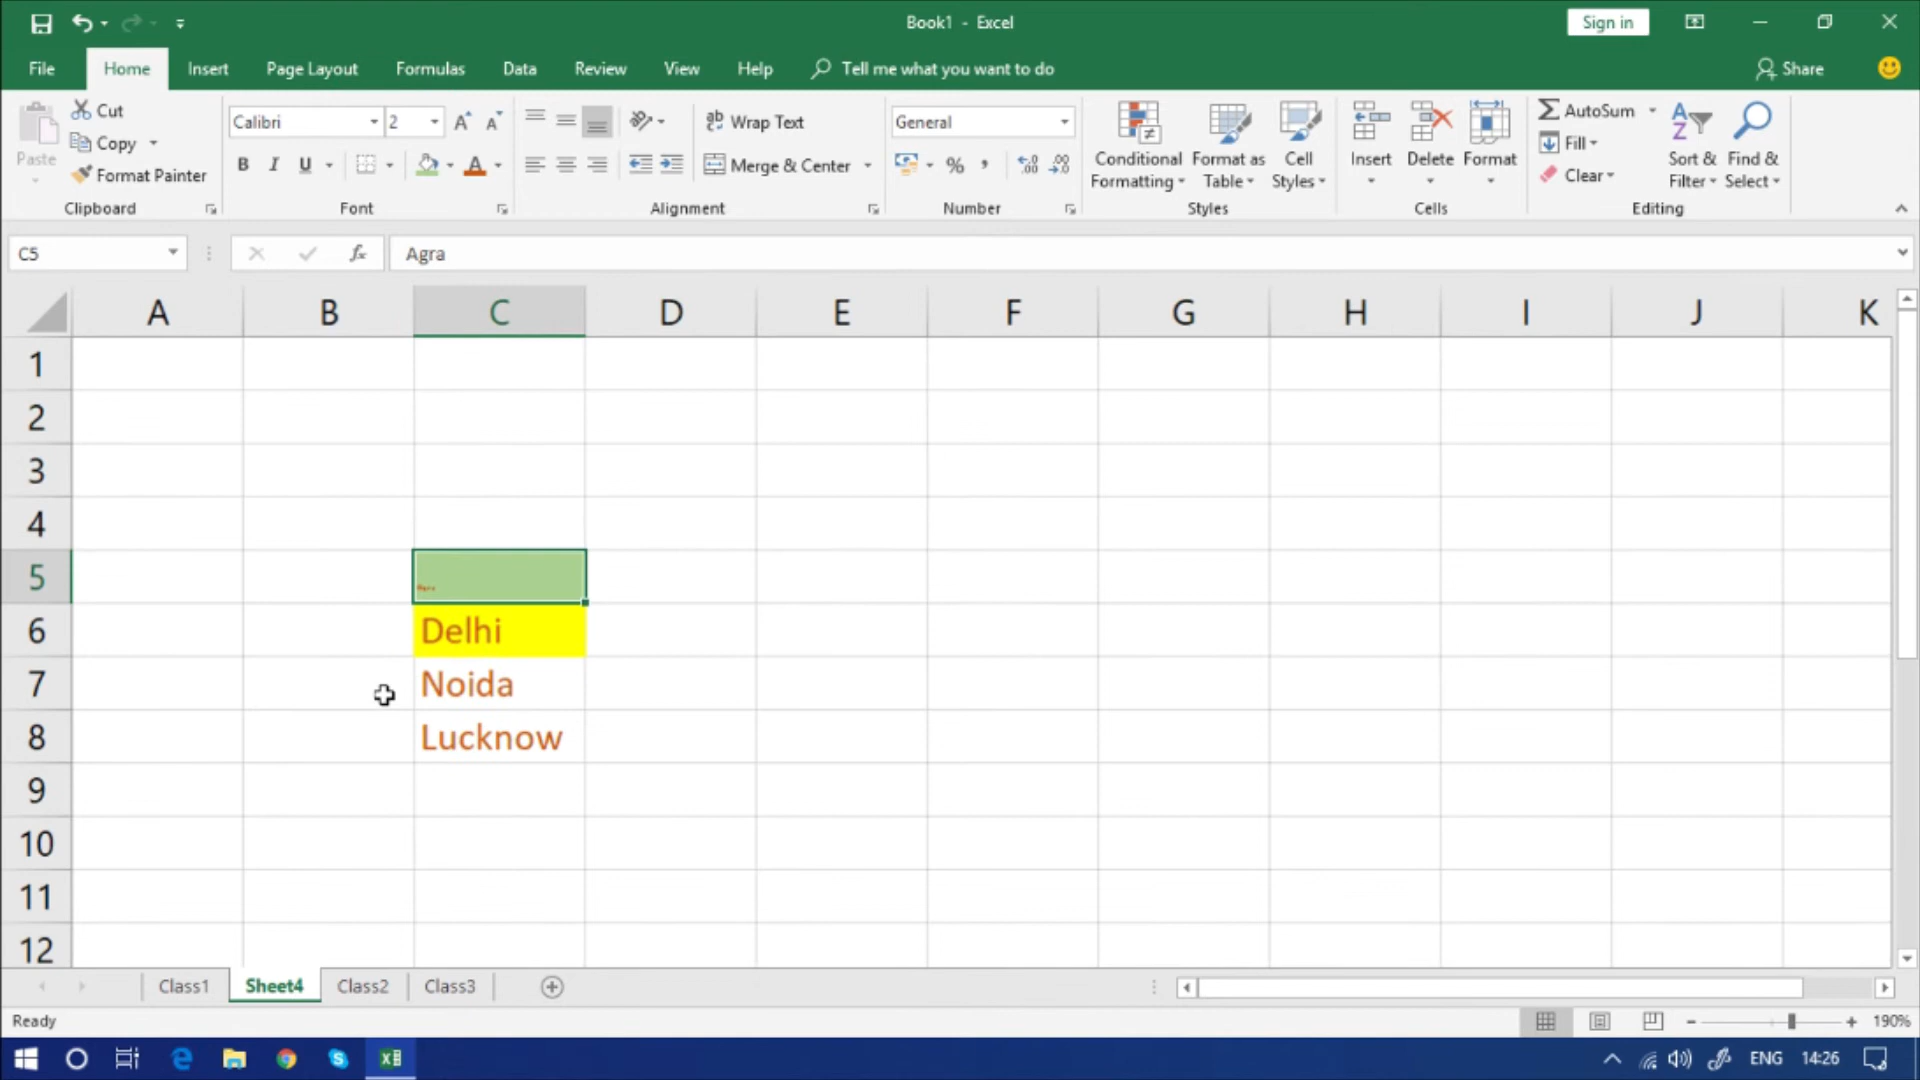 Book1 - Excel
Sign in
File Home Insert Page Layout Formulas Data Review View Help Tell me what you want to do Share
Paste
Cut
Copy
Format Painter
Clipboard
Calibri 2
B I U
Font
Wrap Text
Merge & Center
Alignment
General
%
Number
Conditional Formatting
Format as Table
Cell Styles
Styles
Insert
Delete
Format
Cells
AutoSum
Fill
Clear
Sort & Filter
Find & Select
Editing
C5 fx Agra
A B C D E F G H I J K
1
2
3
4
5 Agra
6 Delhi
7 Noida
8 Lucknow
9
10
11
12
Class1 Sheet4 Class2 Class3
Ready 190%
ENG 14:26